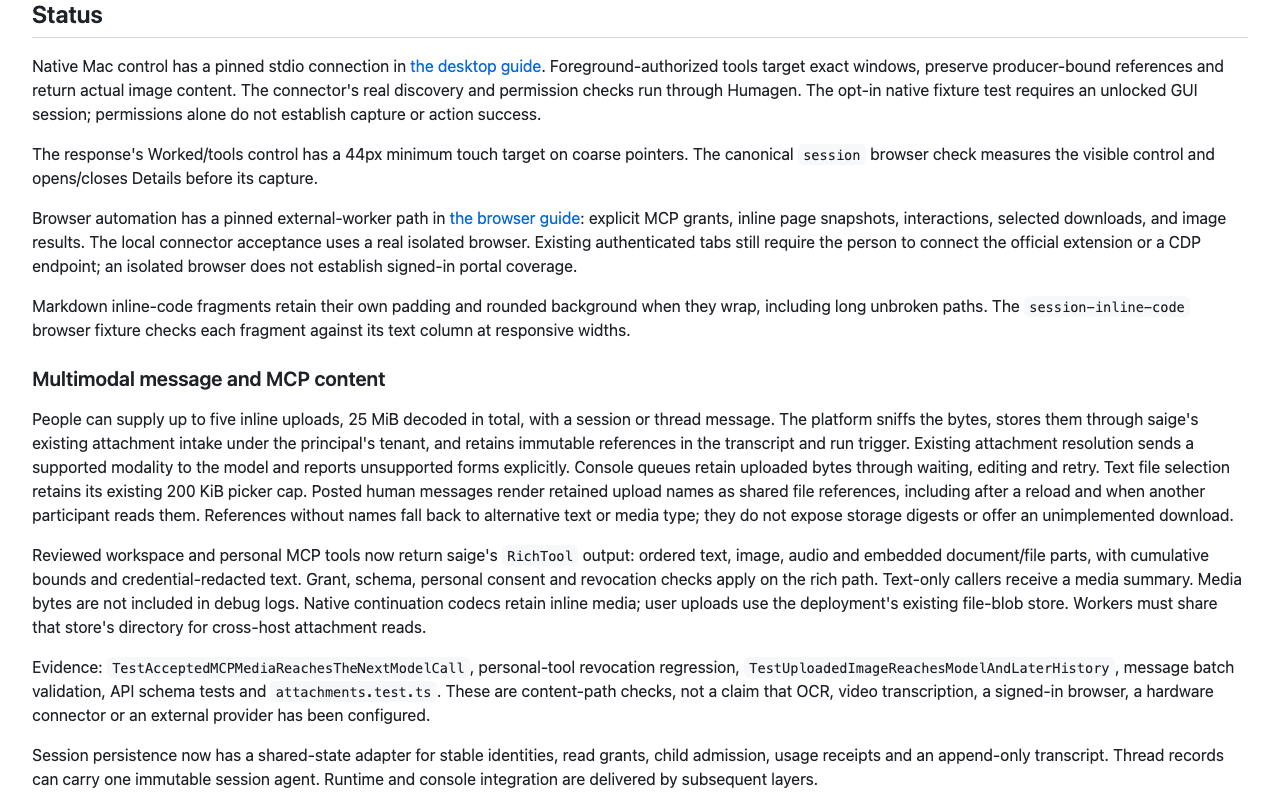 Status
Native Mac control has a pinned stdio connection in the desktop guide. Foreground-authorized tools target exact windows, preserve producer-bound references and
return actual image content. The connector's real discovery and permission checks run through Humagen. The opt-in native fixture test requires an unlocked GUI
session; permissions alone do not establish capture or action success.
The response's Worked/tools control has a 44px minimum touch target on coarse pointers. The canonical session browser check measures the visible control and
opens/closes Details before its capture.
Browser automation has a pinned external-worker path in the browser guide: explicit MCP grants, inline page snapshots, interactions, selected downloads, and image
results. The local connector acceptance uses a real isolated browser. Existing authenticated tabs still require the person to connect the official extension or a CDP
endpoint; an isolated browser does not establish signed-in portal coverage.
Markdown inline-code fragments retain their own padding and rounded background when they wrap, including long unbroken paths. The session-inline-code
browser fixture checks each fragment against its text column at responsive widths.
Multimodal message and MCP content
People can supply up to five inline uploads, 25 MiB decoded in total, with a session or thread message. The platform sniffs the bytes, stores them through saige's
existing attachment intake under the principal's tenant, and retains immutable references in the transcript and run trigger. Existing attachment resolution sends a
supported modality to the model and reports unsupported forms explicitly. Console queues retain uploaded bytes through waiting, editing and retry. Text file selection
retains its existing 200 KiB picker cap. Posted human messages render retained upload names as shared file references, including after a reload and when another
participant reads them. References without names fall back to alternative text or media type; they do not expose storage digests or offer an unimplemented download.
Reviewed workspace and personal MCP tools now return saige's RichTool output: ordered text, image, audio and embedded document/file parts, with cumulative
bounds and credential-redacted text. Grant, schema, personal consent and revocation checks apply on the rich path. Text-only callers receive a media summary. Media
bytes are not included in debug logs. Native continuation codecs retain inline media; user uploads use the deployment's existing file-blob store. Workers must share
that store's directory for cross-host attachment reads.
Evidence: TestAcceptedMCPMediaReachesTheNextModelCall, personal-tool revocation regression, TestUploadedImageReachesModelAndLaterHistory, message batch
validation, API schema tests and attachments.test.ts. These are content-path checks, not a claim that OCR, video transcription, a signed-in browser, a hardware
connector or an external provider has been configured.
Session persistence now has a shared-state adapter for stable identities, read grants, child admission, usage receipts and an append-only transcript. Thread records
can carry one immutable session agent. Runtime and console integration are delivered by subsequent layers.